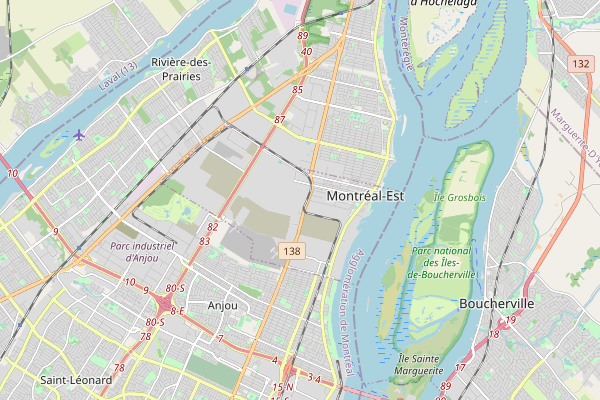 d'Hochelaga
Montérégie
89
40
132
Rivière-des-
Prairies
Laval (13)
85
87
Marguerite-D'Y
10
Montréal-Est
Île Grosbois
82
83
Parc industriel
d'Anjou
138
Parc national
des Îles-
de-Boucherville
Agglomération de Montréal
10
9
80-S
8-E
80-S
78
78
Anjou
Boucherville
19
18
17
7
4
4
3
Île Sainte
Marguerite
89
90
Saint-Léonard
15-N
15-S